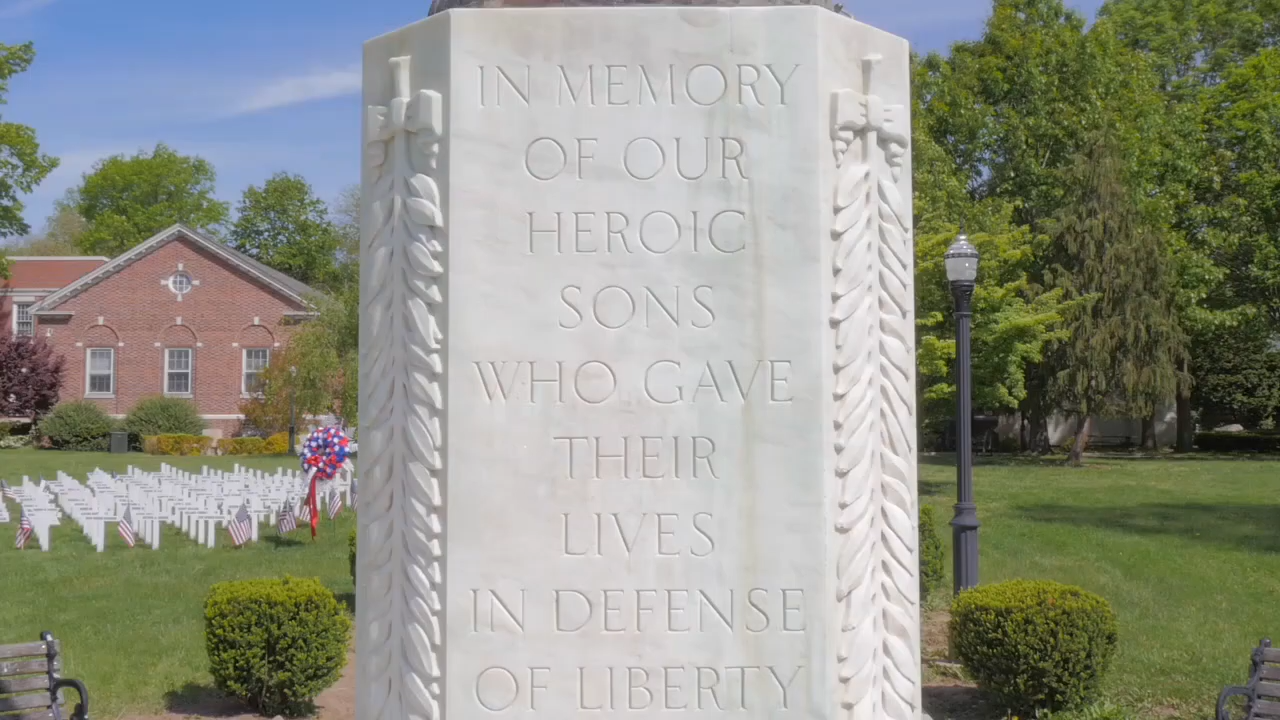 IN MEMORY
OF OUR
HEROIC
SONS
WHO GAVE
THEIR
LIVES
IN DEFENSE
OF LIBERTY